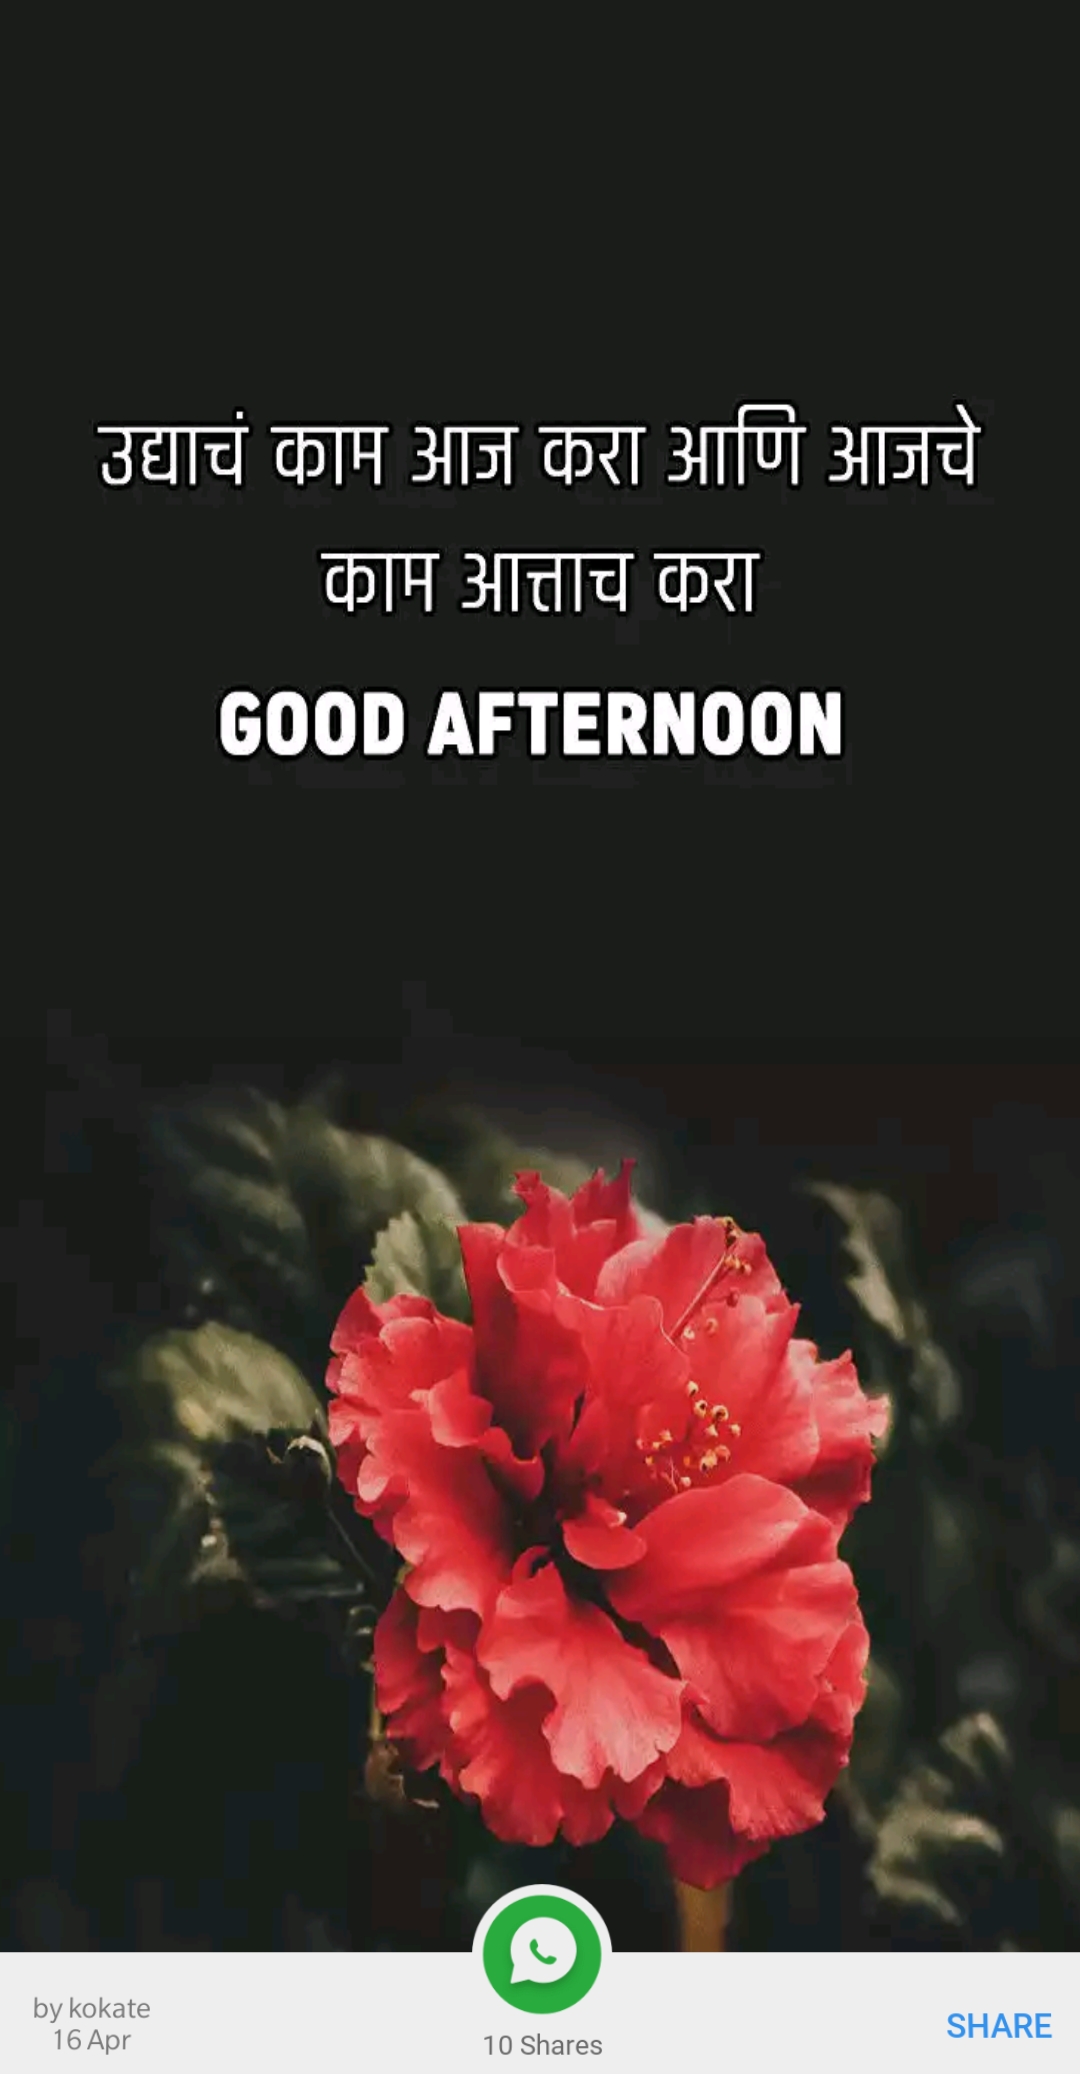 उद्याचं काम आज करा आणि आजचे
काम आत्ताच करा
GOOD AFTERNOON
by kokate
16 Apr
10 Shares
SHARE